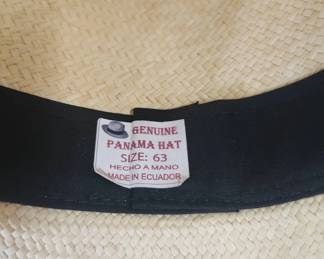 GENUINE
PANAMA HAT
SIZE: 63
HECHO A MANO
MADE IN ECUADOR